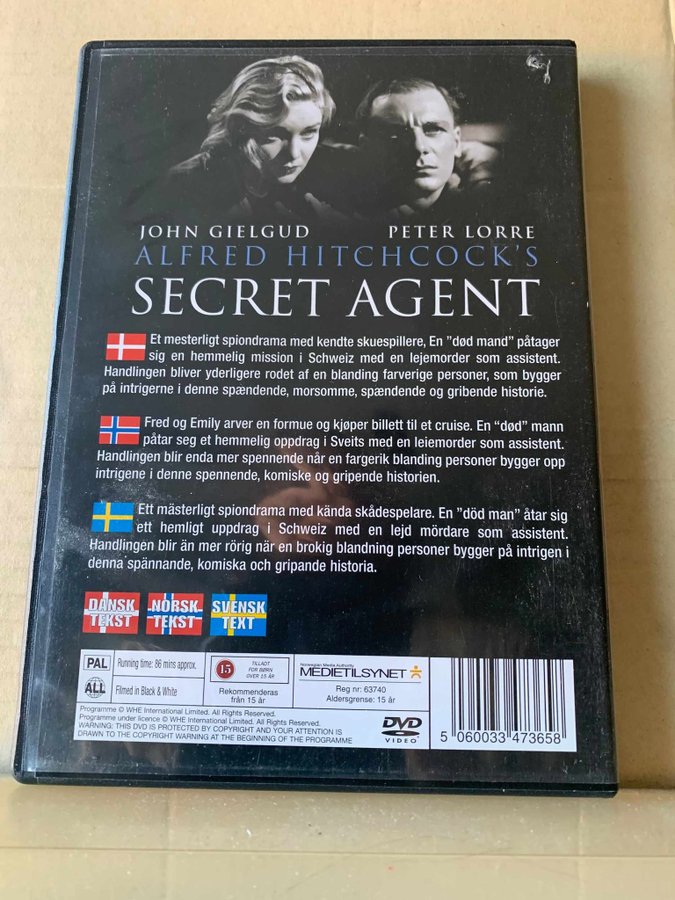 JOHN GIELGUD PETER LORRE
ALFRED HITCHCOCK'S
SECRET AGENT
Et mesterligt spiondrama med kendte skuespillere, En "død mand" påtager
sig en hemmelig mission i Schweiz med en lejemorder som assistent.
Handlingen bliver yderligere rodet af en blanding farverige personer, som bygger
på intrigerne i denne spændende, morsomme, spændende og gribende historie.
Fred og Emily arver en formue og kjøper billett til et cruise. En "død" mann
påtar seg et hemmelig oppdrag i Sveits med en leiemorder som assistent.
Handlingen blir enda mer spennende når en fargerik blanding personer bygger opp
intrigene i denne spennende, komiske og gripende historien.
Ett mästerligt spiondrama med kända skådespelare. En "död man" åtar sig
ett hemligt uppdrag i Schweiz med en lejd mördare som assistent.
Handlingen blir än mer rörig när en brokig blandning personer bygger på intrigen i
denna spännande, komiska och gripande historia.
DANSK TEKST
NORSK TEKST
SVENSK TEXT
PAL
Running time: 86 mins approx.
ALL
Filmed in Black & White
15
TILLADT
FOR BØRN
OVER 15 ÅR
Rekommenderas
från 15 år
Norwegian Media Authority
MEDIETILSYNET
Reg nr: 63740
Aldersgrense: 15 år
Programme © WHE International Limited. All Rights Reserved.
Programme under licence © WHE International Limited. All Rights Reserved.
WARNING: THIS DVD IS PROTECTED BY COPYRIGHT AND YOUR ATTENTION IS
DRAWN TO THE COPYRIGHT WARNING AT THE BEGINNING OF THE PROGRAMME
DVD
VIDEO
5 060033 473658